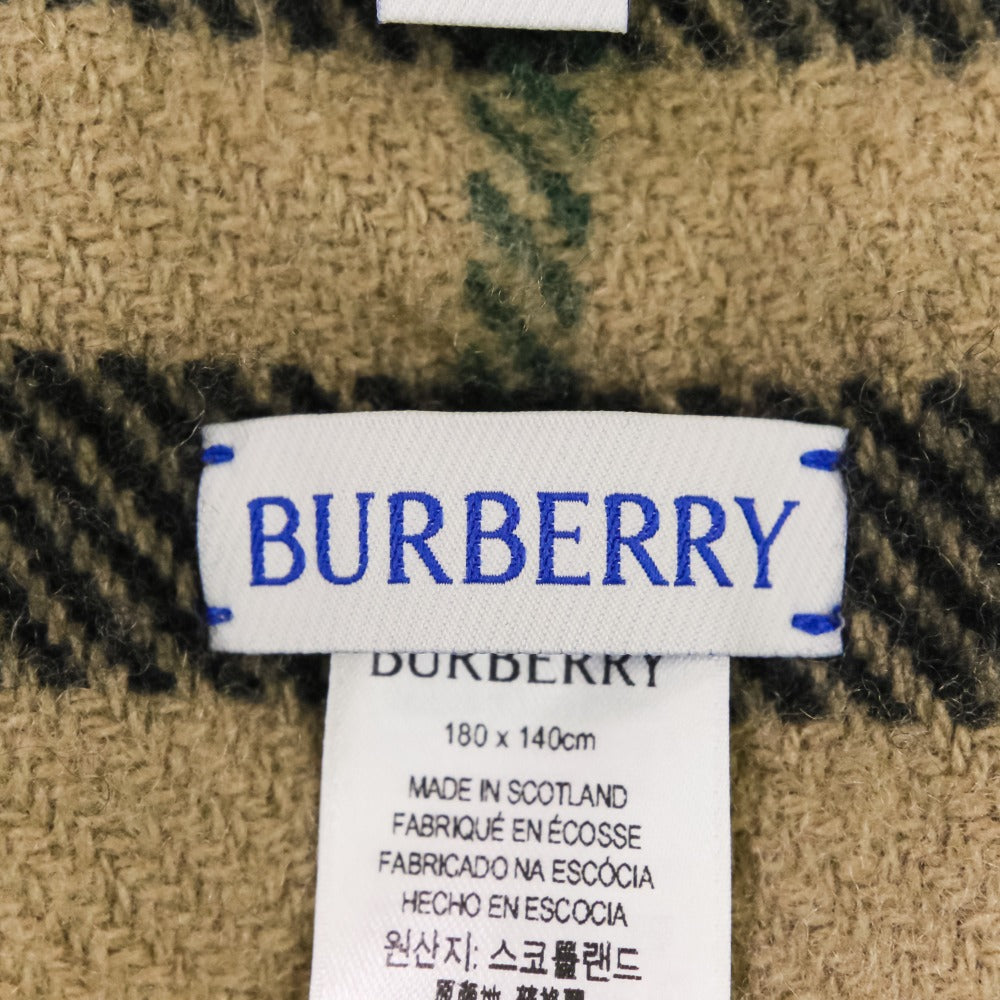 BURBERRY
BURBERRY
180 x 140cm
MADE IN SCOTLAND
FABRIQUÉ EN ÉCOSSE
FABRICADO NA ESCÓCIA
HECHO EN ESCOCIA
원산지: 스코틀랜드